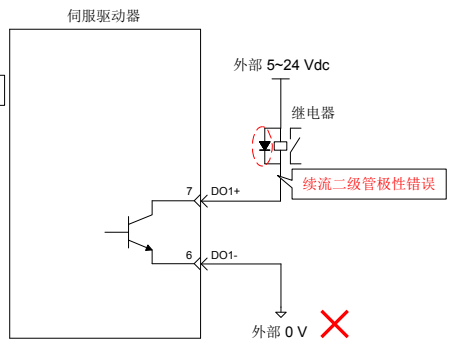 伺服驱动器
外部 5~24 Vdc
继电器
续流二级管极性错误
7 DO1+
6 DO1-
外部 0 V